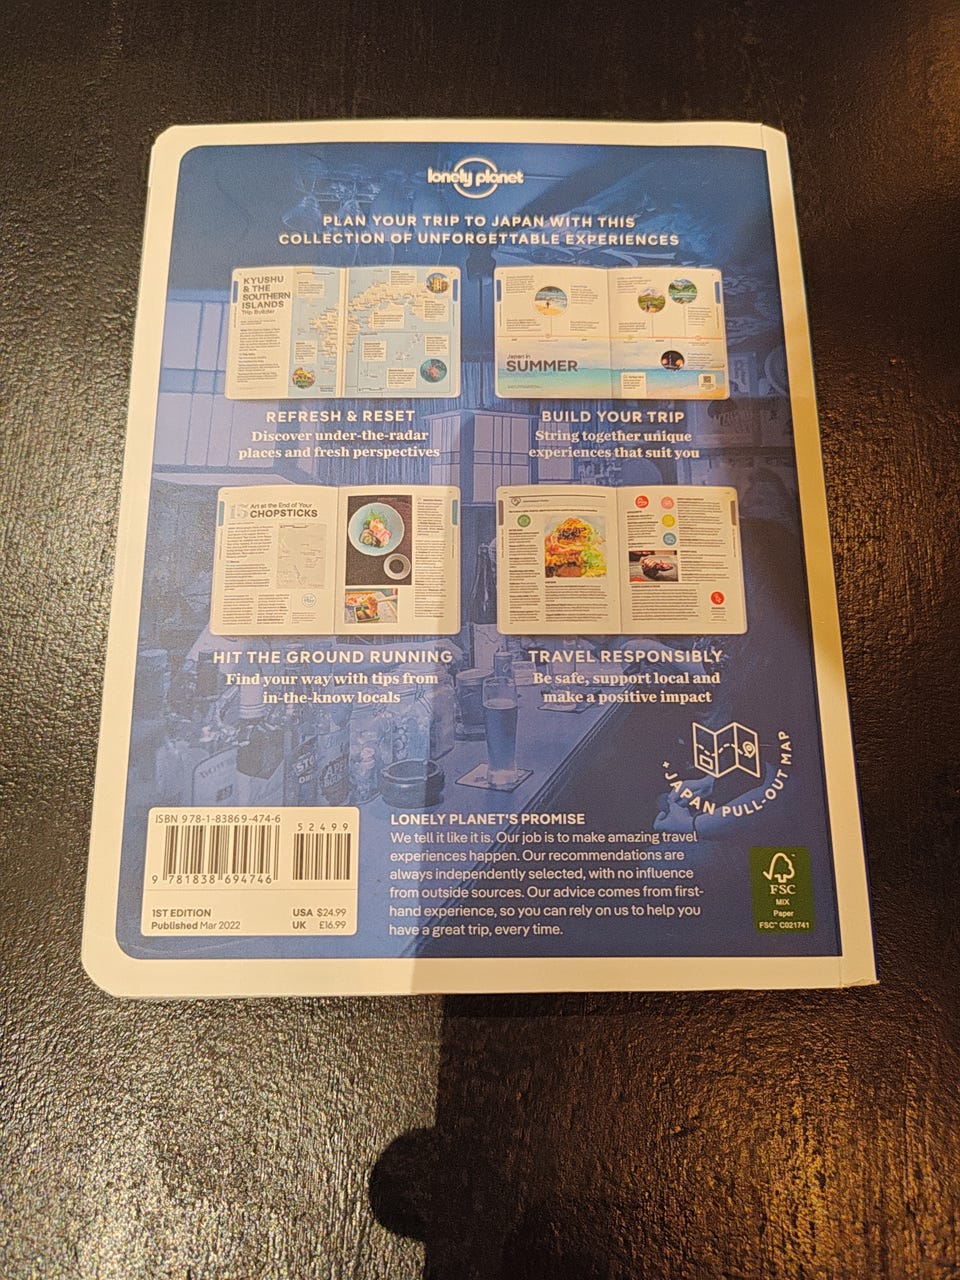 lonely planet
PLAN YOUR TRIP TO JAPAN WITH THIS
COLLECTION OF UNFORGETTABLE EXPERIENCES
KYUSHU
& THE
SOUTHERN
ISLANDS
Trip Builder
Japan in
SUMMER
REFRESH & RESET
Discover under-the-radar
places and fresh perspectives
BUILD YOUR TRIP
String together unique
experiences that suit you
15 Art at the End of Your
CHOPSTICKS
HIT THE GROUND RUNNING
Find your way with tips from
in-the-know locals
TRAVEL RESPONSIBLY
Be safe, support local and
make a positive impact
+ JAPAN PULL-OUT MAP
ISBN 978-1-83869-474-6
52499
9 781838 694746
1ST EDITION
Published Mar 2022
USA $24.99
UK £16.99
LONELY PLANET'S PROMISE
We tell it like it is. Our job is to make amazing travel
experiences happen. Our recommendations are
always independently selected, with no influence
from outside sources. Our advice comes from first-
hand experience, so you can rely on us to help you
have a great trip, every time.
FSC
MIX
Paper
FSC™ C021741